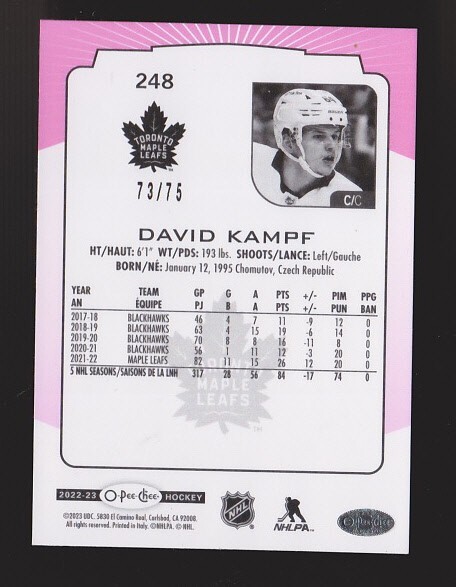 248
TORONTO
MAPLE
LEAFS
73/75
C/C
DAVID KAMPF
HT/HAUT: 6'1" WT/PDS: 193 lbs. SHOOTS/LANCE: Left/Gauche
BORN/NÉ: January 12, 1995 Chomutov, Czech Republic
YEAR TEAM GP G A PTS +/- PIM PPG
AN ÉQUIPE PJ B A PTS +/- PUN BAN
2017-18 BLACKHAWKS 46 4 7 11 -9 12 0
2018-19 BLACKHAWKS 63 4 15 19 -6 14 0
2019-20 BLACKHAWKS 70 8 8 16 -11 8 0
2020-21 BLACKHAWKS 56 1 11 12 -3 20 0
2021-22 MAPLE LEAFS 82 11 15 26 12 20 0
5 NHL SEASONS/SAISONS DE LA LNH 317 28 56 84 -17 74 0
TORONTO
MAPLE
LEAFS
TM
2022-23 O-Pee-Chee HOCKEY
©2023 UDC. 5830 El Camino Real, Carlsbad, CA 92008.
All rights reserved. Printed in Italy. ©NHLPA. © NHL.
NHL
NHLPA
O-Pee-Chee